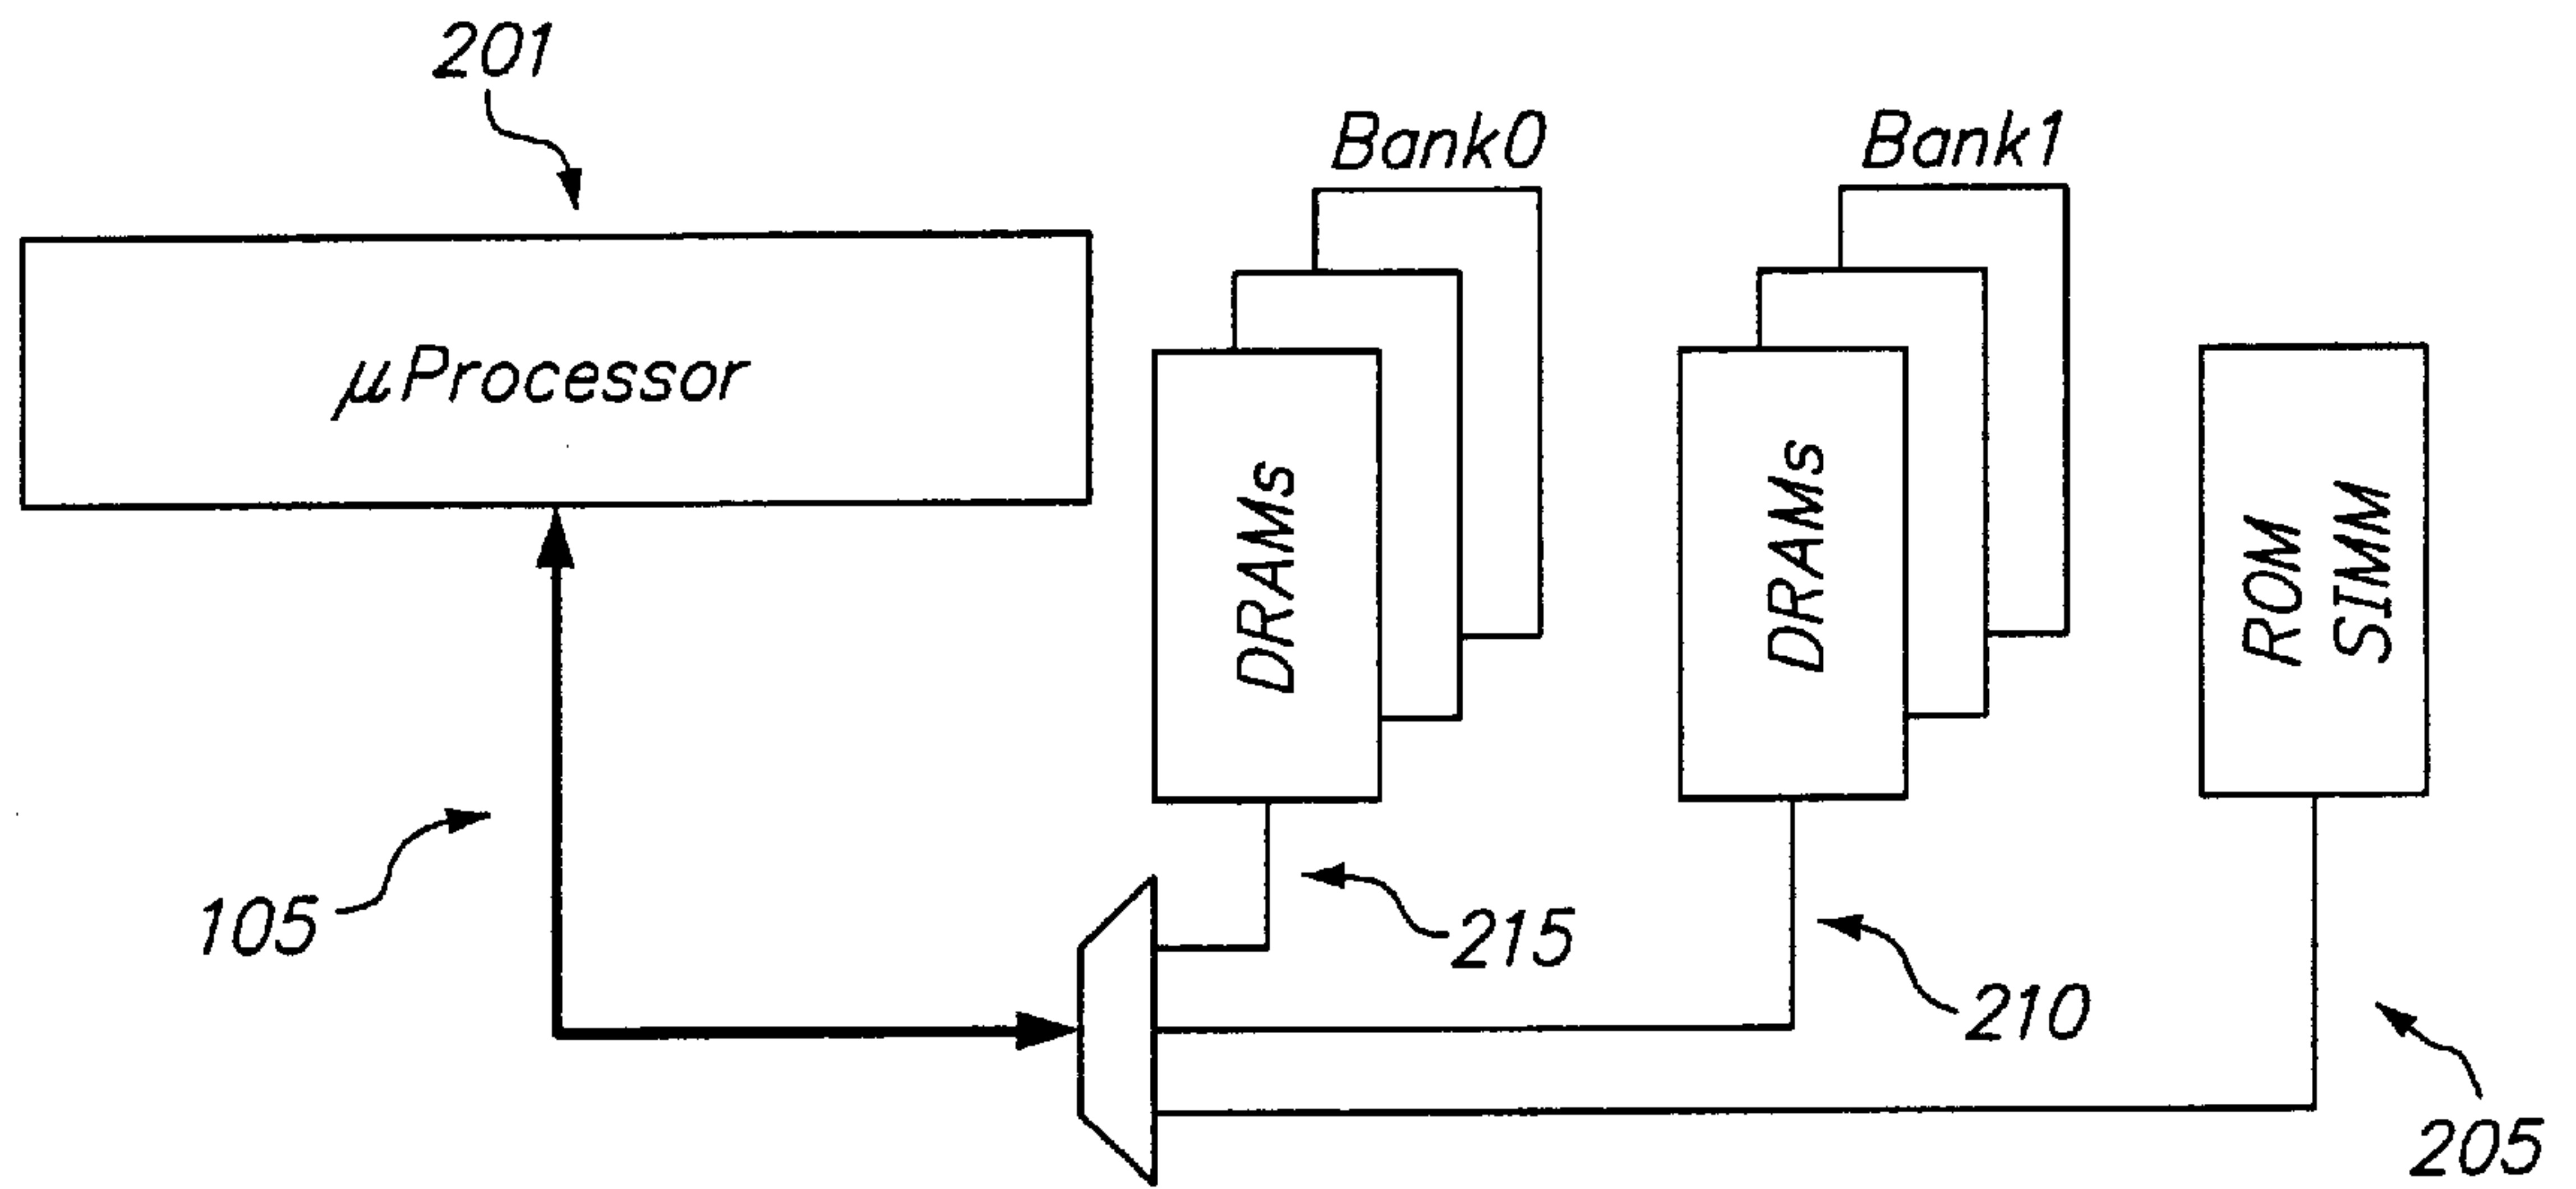 201
Bank0
Bank1
μProcessor
DRAMs
DRAMs
ROM
SIMM
105
215
210
205